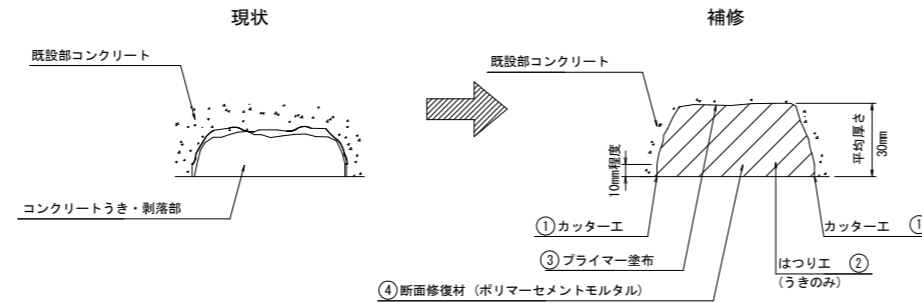 現状
補修
既設部コンクリート
既設部コンクリート
10mm程度
平均厚さ
30mm
コンクリートうき・剥落部
①カッター工
カッター工 ①
③プライマー塗布
はつり工 ②
(うきのみ)
④断面修復材（ポリマーセメントモルタル）